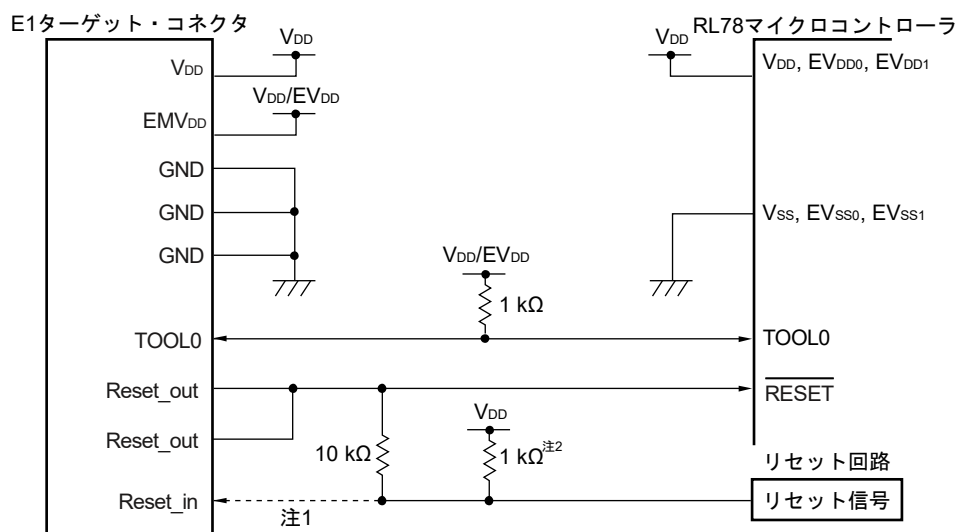 E1ターゲット・コネクタ
VDD
VDD
VDD/EVDD
EMVDD
GND
GND
GND
TOOL0
Reset_out
Reset_out
Reset_in
注1
VDD/EVDD
1 kΩ
10 kΩ
VDD
1 kΩ注2
RL78マイクロコントローラ
VDD
VDD, EVDD0, EVDD1
VSS, EVSS0, EVSS1
TOOL0
RESET
リセット回路
リセット信号